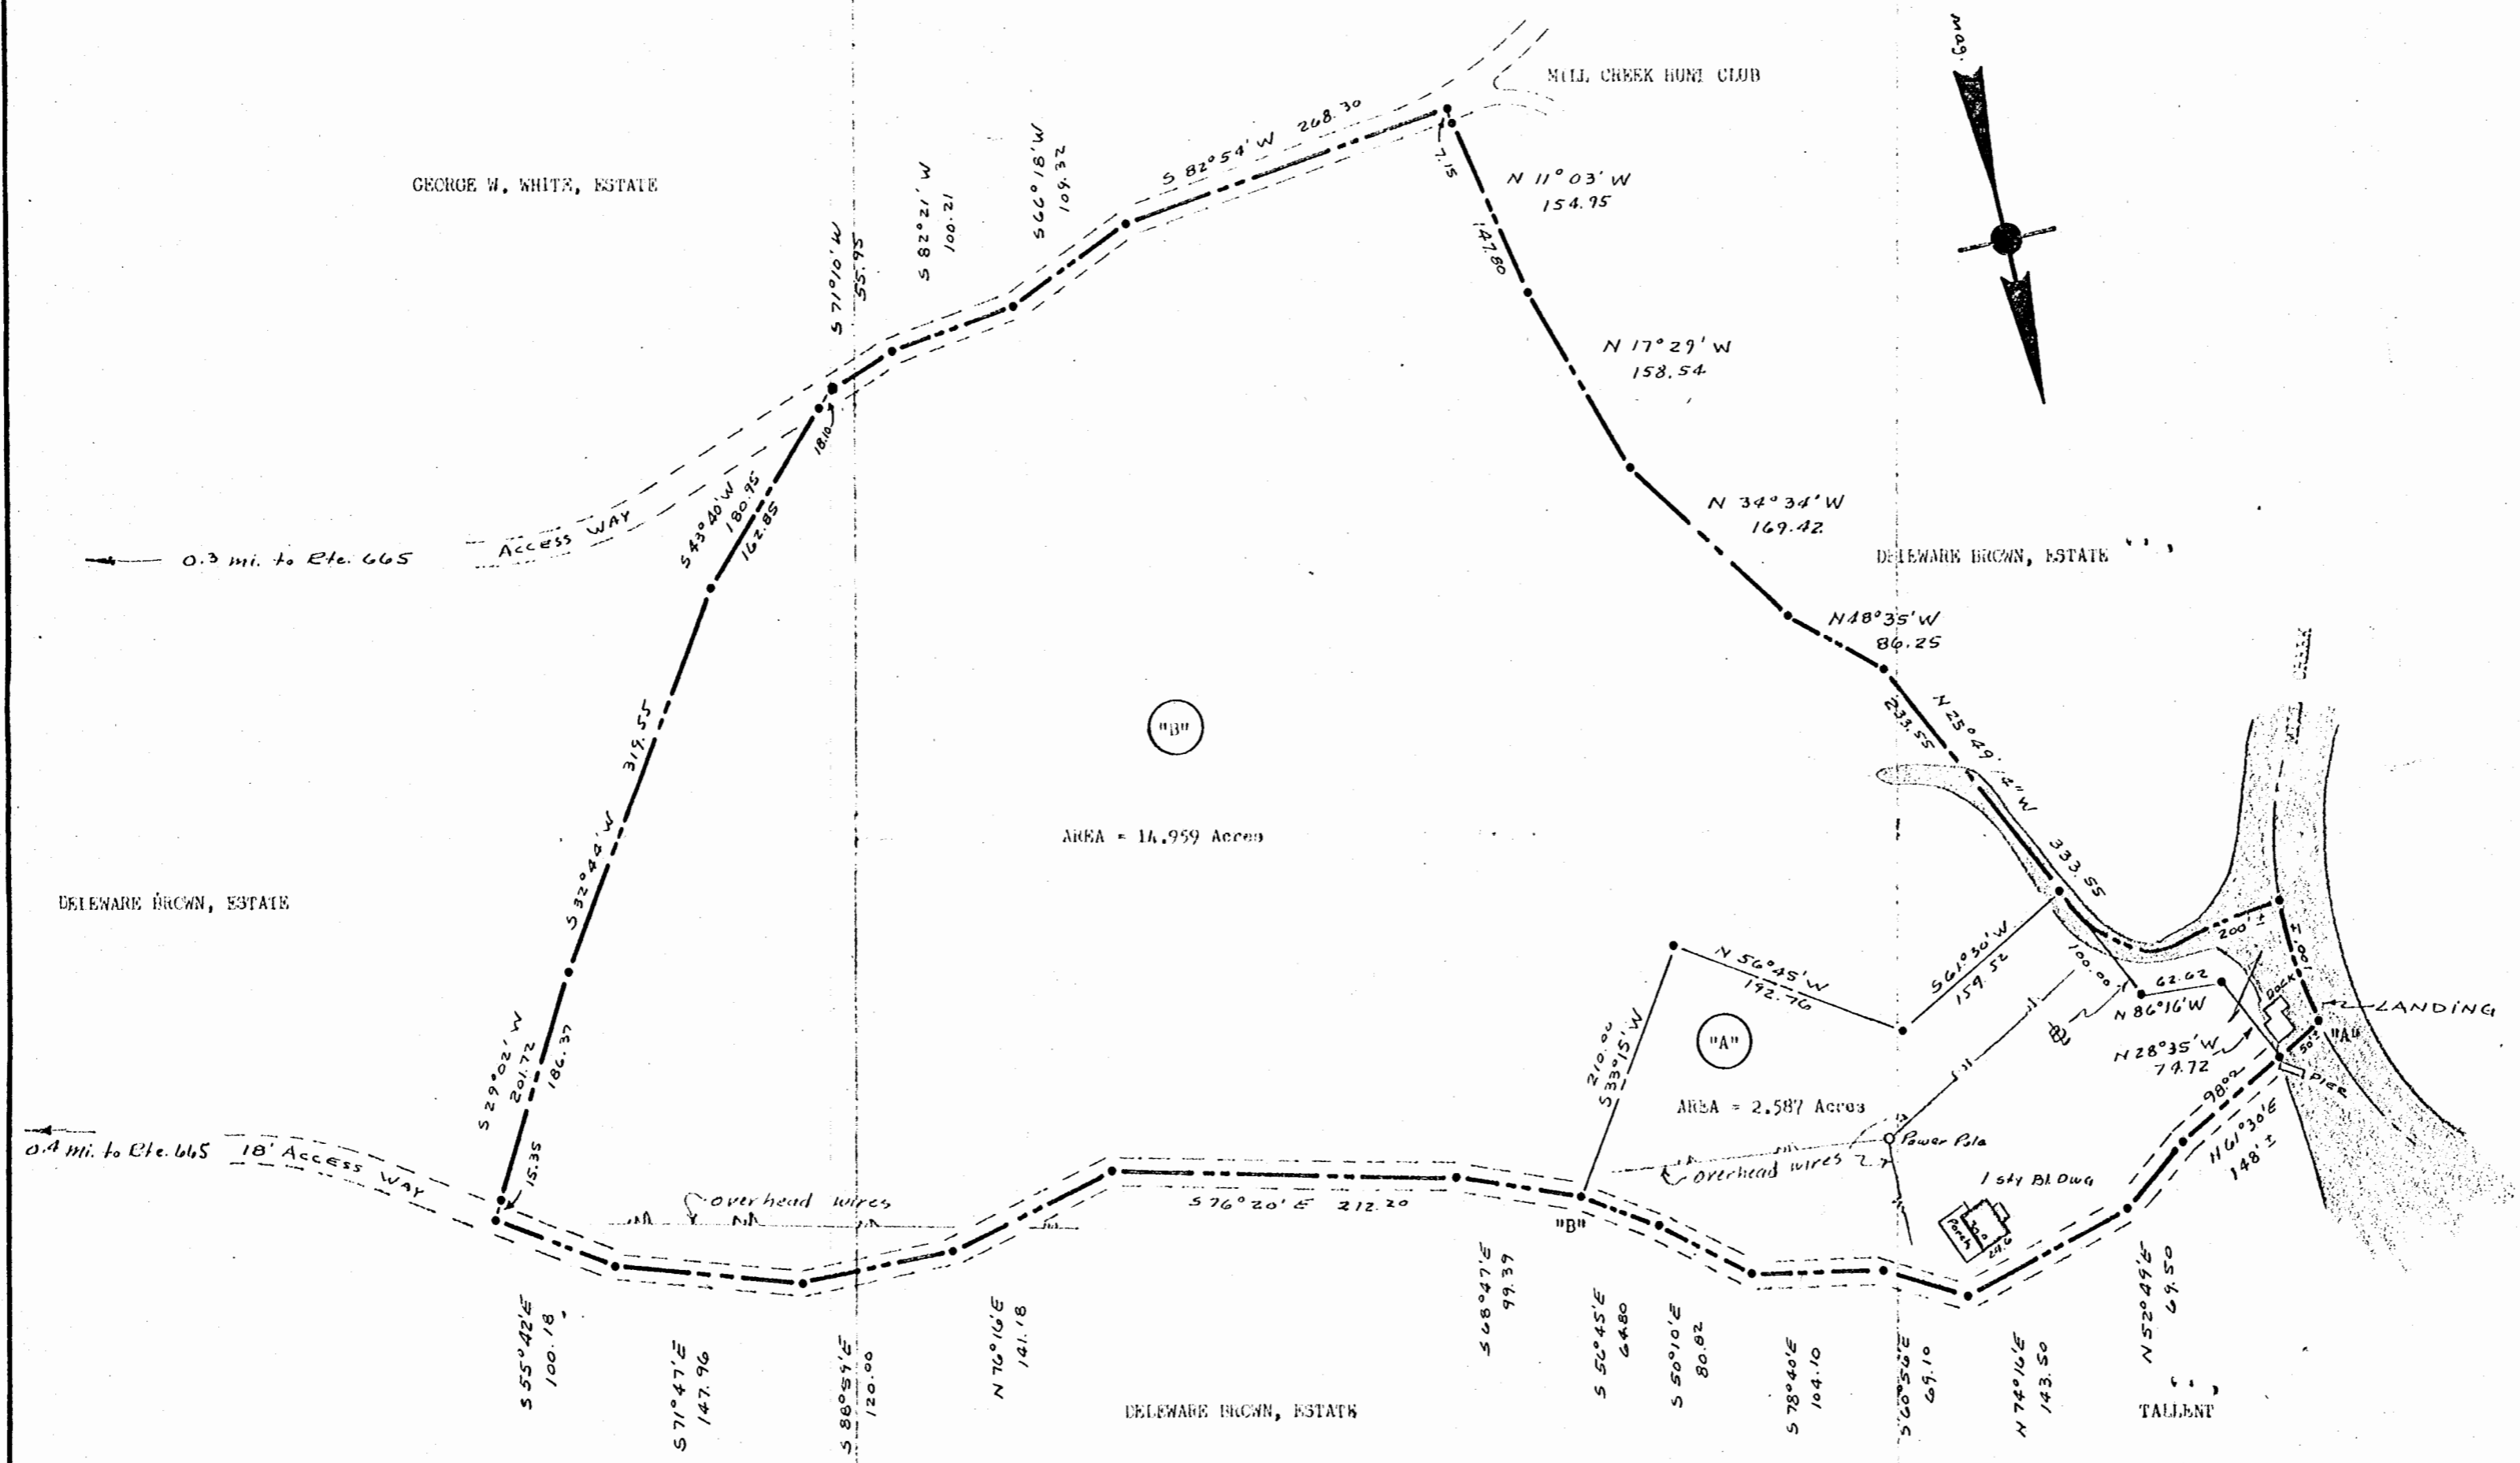 mag.
MILL CREEK HUNT CLUB
GEORGE W. WHITE, ESTATE
S 82°54' W 268.30
7.15
N 11°03' W
154.95
147.80
S 66°18' W
109.32
S 82°21' W
100.21
S 71°10' W
55.95
N 17°29' W
158.54
18.10
S 43°40' W
180.95
162.85
N 34°34' W
169.42
Access WAY
0.3 mi. to Rte. 665
DELEWARE BROWN, ESTATE
N 48°35' W
86.25
CREEK
"B"
233.55
333.55
319.55
S 32°44' W
AREA = 14.959 Acres
DELEWARE BROWN, ESTATE
N 56°45' W
192.76
S 61°30' W
159.52
200' ±
100' ±
100.00
62.62
N 86°16' W
DOCK
LANDING
"A"
N 28°35' W
74.72
50±
PIER
210.00
S 33°15' W
"A"
AREA = 2.587 Acres
S 29°02' W
201.72
186.37
15.35
98°±
N 61°30' E
148' ±
Power Pole
Overhead wires
0.4 mi. to Rte. 665
18' Access WAY
overhead wires
1 sty Bl. Dwg
Porch
24.6
S 76°20' E 212.20
"B"
S 55°42' E
100.18
S 71°47' E
147.96
S 88°59' E
120.00
N 76°16' E
141.18
S 68°47' E
99.39
S 56°45' E
64.80
S 50°10' E
80.82
S 78°40' E
104.10
S 60°56' E
69.10
N 74°16' E
143.50
N 52°49' E
69.50
DELEWARE BROWN, ESTATE
TALLENT